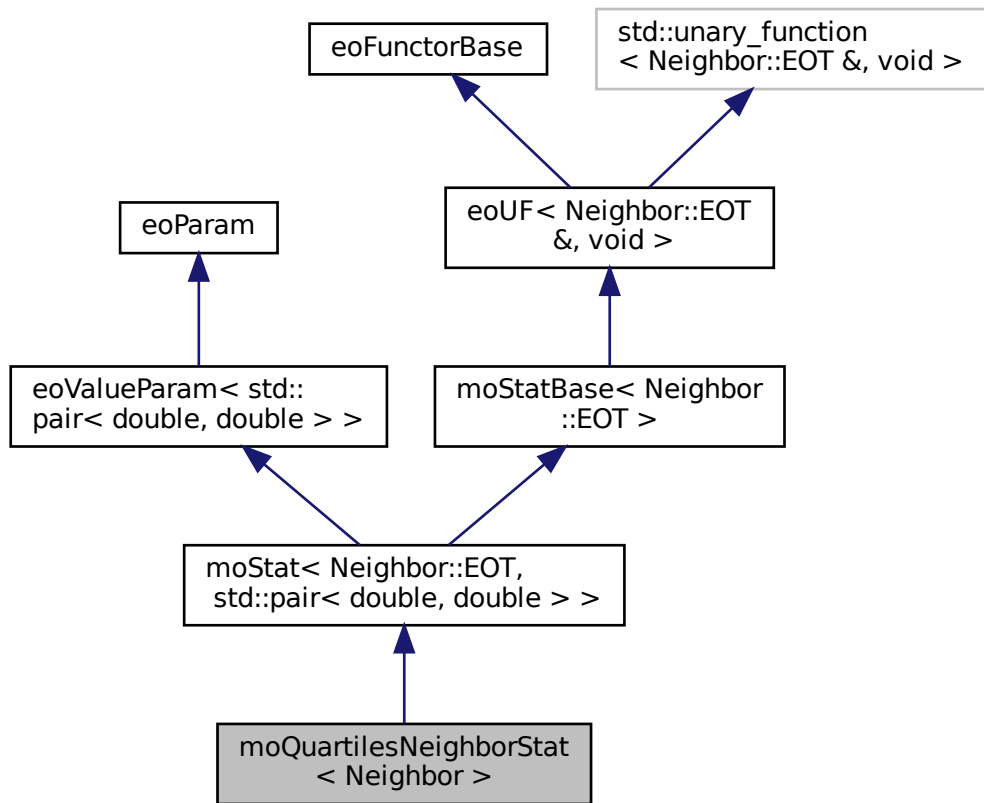 eoFunctorBase
std::unary_function
< Neighbor::EOT &, void >
eoParam
eoUF< Neighbor::EOT
&, void >
eoValueParam< std::
pair< double, double > >
moStatBase< Neighbor
::EOT >
moStat< Neighbor::EOT,
std::pair< double, double > >
moQuartilesNeighborStat
< Neighbor >